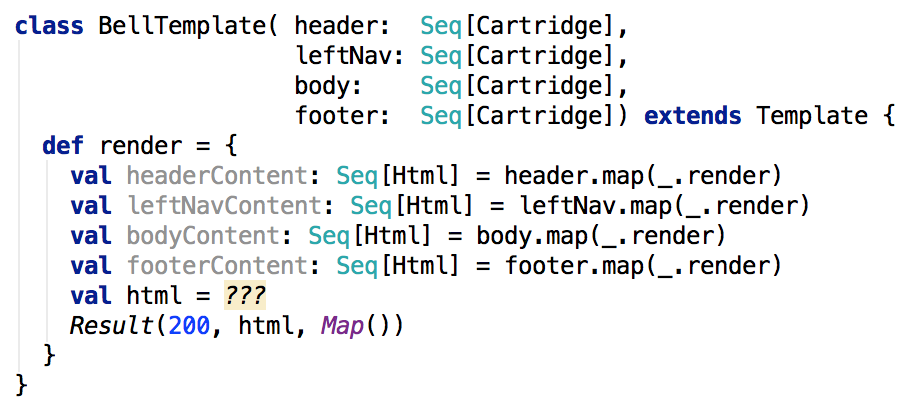 class BellTemplate( header:  Seq[Cartridge],
                    leftNav: Seq[Cartridge],
                    body:    Seq[Cartridge],
                    footer:  Seq[Cartridge]) extends Template {
  def render = {
    val headerContent: Seq[Html] = header.map(_.render)
    val leftNavContent: Seq[Html] = leftNav.map(_.render)
    val bodyContent: Seq[Html] = body.map(_.render)
    val footerContent: Seq[Html] = footer.map(_.render)
    val html = ???
    Result(200, html, Map())
  }
}